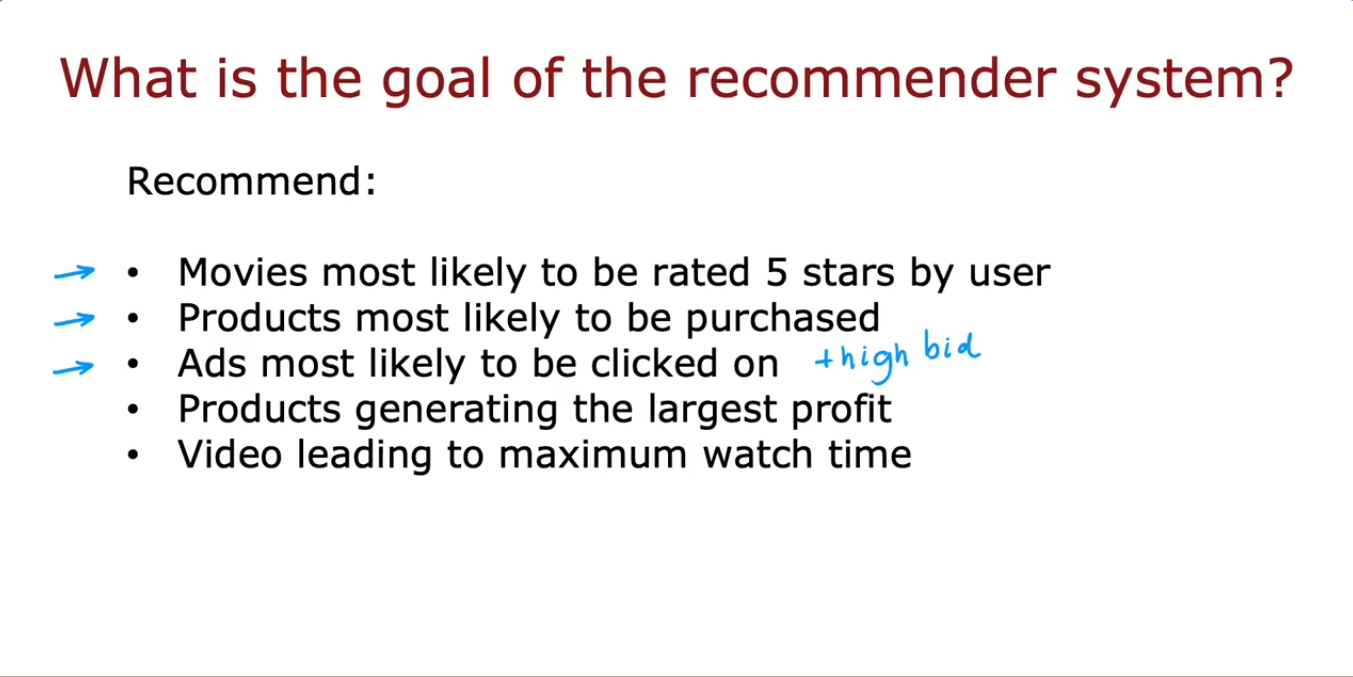 What is the goal of the recommender system?
Recommend:
• Movies most likely to be rated 5 stars by user
• Products most likely to be purchased
• Ads most likely to be clicked on +high bid
• Products generating the largest profit
• Video leading to maximum watch time